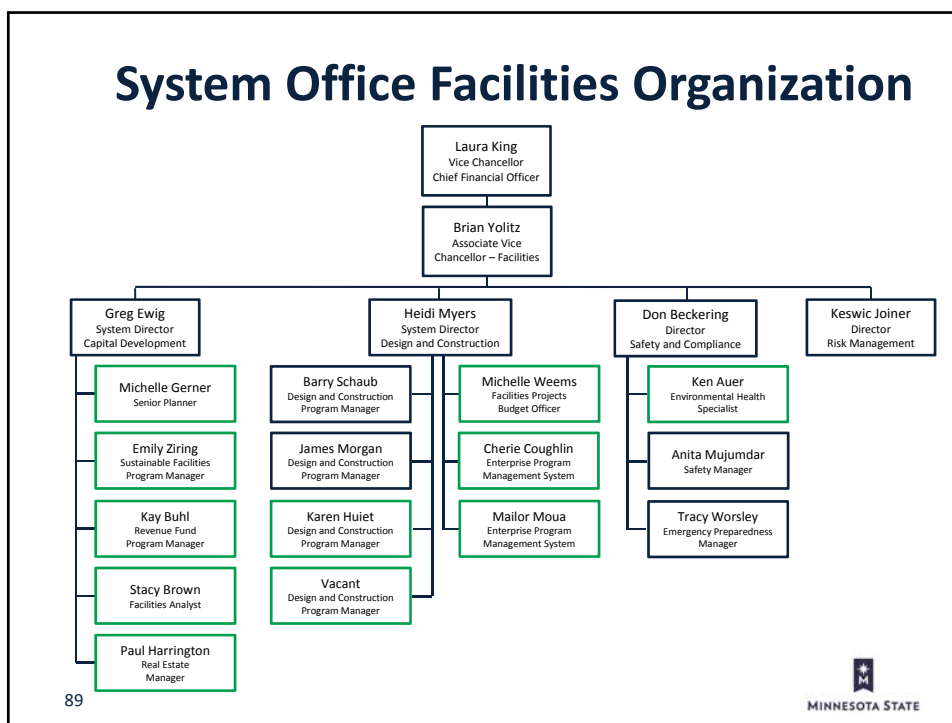 System Office Facilities Organization
Laura King
Vice Chancellor
Chief Financial Officer
Brian Yolitz
Associate Vice
Chancellor – Facilities
Greg Ewig
System Director
Capital Development
Heidi Myers
System Director
Design and Construction
Don Beckering
Director
Safety and Compliance
Keswic Joiner
Director
Risk Management
Michelle Gerner
Senior Planner
Emily Ziring
Sustainable Facilities
Program Manager
Kay Buhl
Revenue Fund
Program Manager
Stacy Brown
Facilities Analyst
Paul Harrington
Real Estate
Manager
Barry Schaub
Design and Construction
Program Manager
James Morgan
Design and Construction
Program Manager
Karen Huiet
Design and Construction
Program Manager
Vacant
Design and Construction
Program Manager
Michelle Weems
Facilities Projects
Budget Officer
Cherie Coughlin
Enterprise Program
Management System
Mailor Moua
Enterprise Program
Management System
Ken Auer
Environmental Health
Specialist
Anita Mujumdar
Safety Manager
Tracy Worsley
Emergency Preparedness
Manager
89
M
MINNESOTA STATE